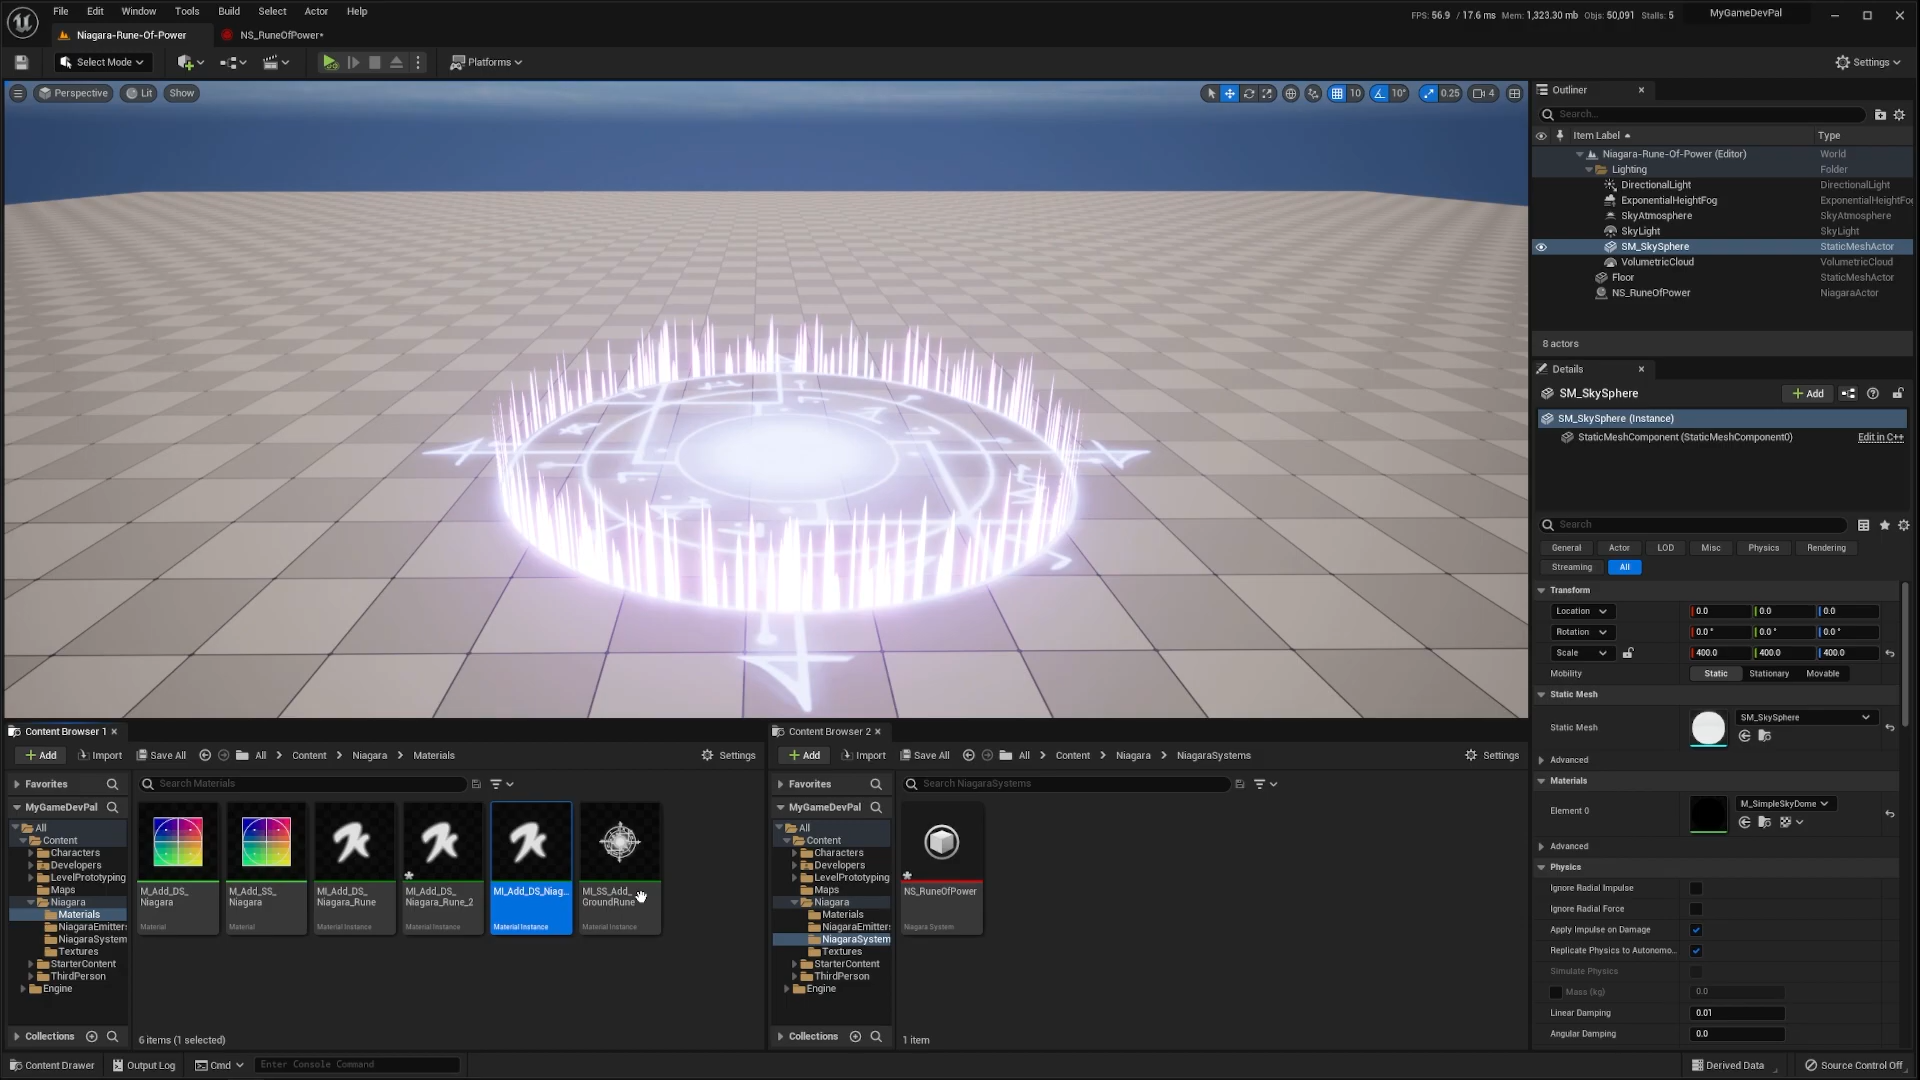 File Edit Window Tools Build Select Actor Help
FPS: 56.9 / 17.6 ms Mem: 1,323.30 mb Objs: 50,091 Stalls: 5 MyGameDevPal
Niagara-Rune-Of-Power NS_RuneOfPower*
Select Mode Platforms Settings
Perspective Lit Show 10 10° 0.25 4
Outliner
Search...
Item Label Type
Niagara-Rune-Of-Power (Editor) World
Lighting Folder
DirectionalLight DirectionalLight
ExponentialHeightFog ExponentialHeightFo
SkyAtmosphere SkyAtmosphere
SkyLight SkyLight
SM_SkySphere StaticMeshActor
VolumetricCloud VolumetricCloud
Floor StaticMeshActor
NS_RuneOfPower NiagaraActor
8 actors
Details
SM_SkySphere Add
SM_SkySphere (Instance)
StaticMeshComponent (StaticMeshComponent0) Edit in C++
Search
General Actor LOD Misc Physics Rendering
Streaming All
Transform
Location 0.0 0.0 0.0
Rotation 0.0 ° 0.0 ° 0.0 °
Scale 400.0 400.0 400.0
Mobility Static Stationary Movable
Static Mesh
Static Mesh SM_SkySphere
Advanced
Materials
Element 0 M_SimpleSkyDome
Advanced
Physics
Ignore Radial Impulse
Ignore Radial Force
Apply Impulse on Damage
Replicate Physics to Autonomo...
Simulate Physics
Mass (kg) 0.0
Linear Damping 0.01
Angular Damping 0.0
Content Browser 1
Add Import Save All All Content Niagara Materials Settings
Favorites
Search Materials
MyGameDevPal
All
Content
Characters
Developers
LevelPrototyping
Maps
Niagara
Materials
NiagaraEmitters
NiagaraSystem
Textures
StarterContent
ThirdPerson
Engine
Collections
M_Add_DS_
Niagara
Material
M_Add_SS_
Niagara
Material
MI_Add_DS_
Niagara_Rune
Material Instance
MI_Add_DS_
Niagara_Rune_2
Material Instance
MI_Add_DS_Niag...
Material Instance
MI_SS_Add_
GroundRune
Material Instance
6 items (1 selected)
Content Browser 2
Add Import Save All All Content Niagara NiagaraSystems Settings
Favorites
Search NiagaraSystems
MyGameDevPal
All
Content
Characters
Developers
LevelPrototyping
Maps
Niagara
Materials
NiagaraEmitters
NiagaraSystem
Textures
StarterContent
ThirdPerson
Engine
Collections
NS_RuneOfPower
Niagara System
1 item
Content Drawer Output Log Cmd Enter Console Command Derived Data Source Control Off